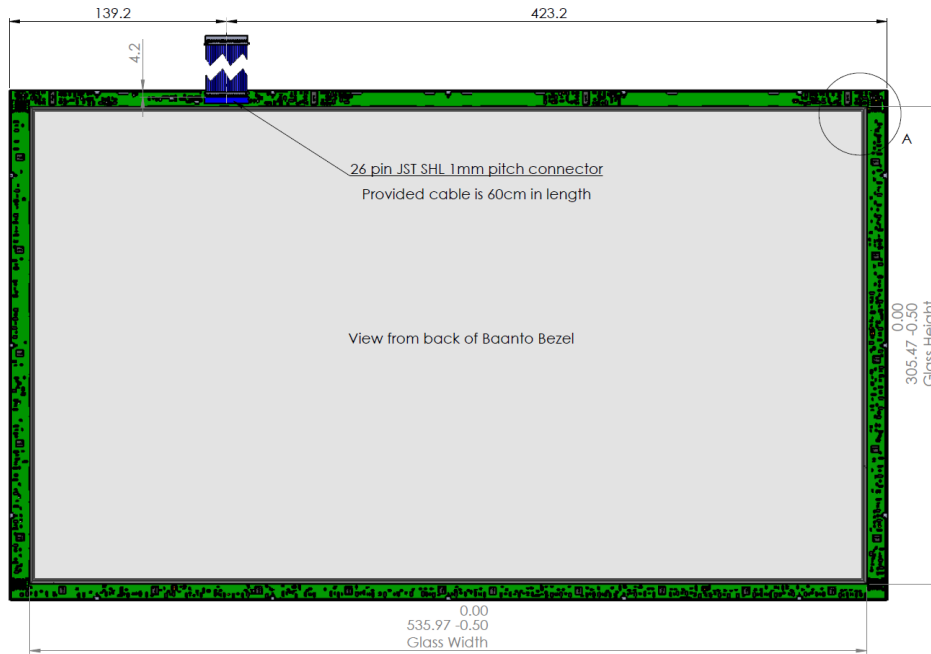 139.2
423.2
4.2
A
26 pin JST SHL 1mm pitch connector
Provided cable is 60cm in length
View from back of Baanto Bezel
0.00
305.47 -0.50
Glass Height
0.00
535.97 -0.50
Glass Width